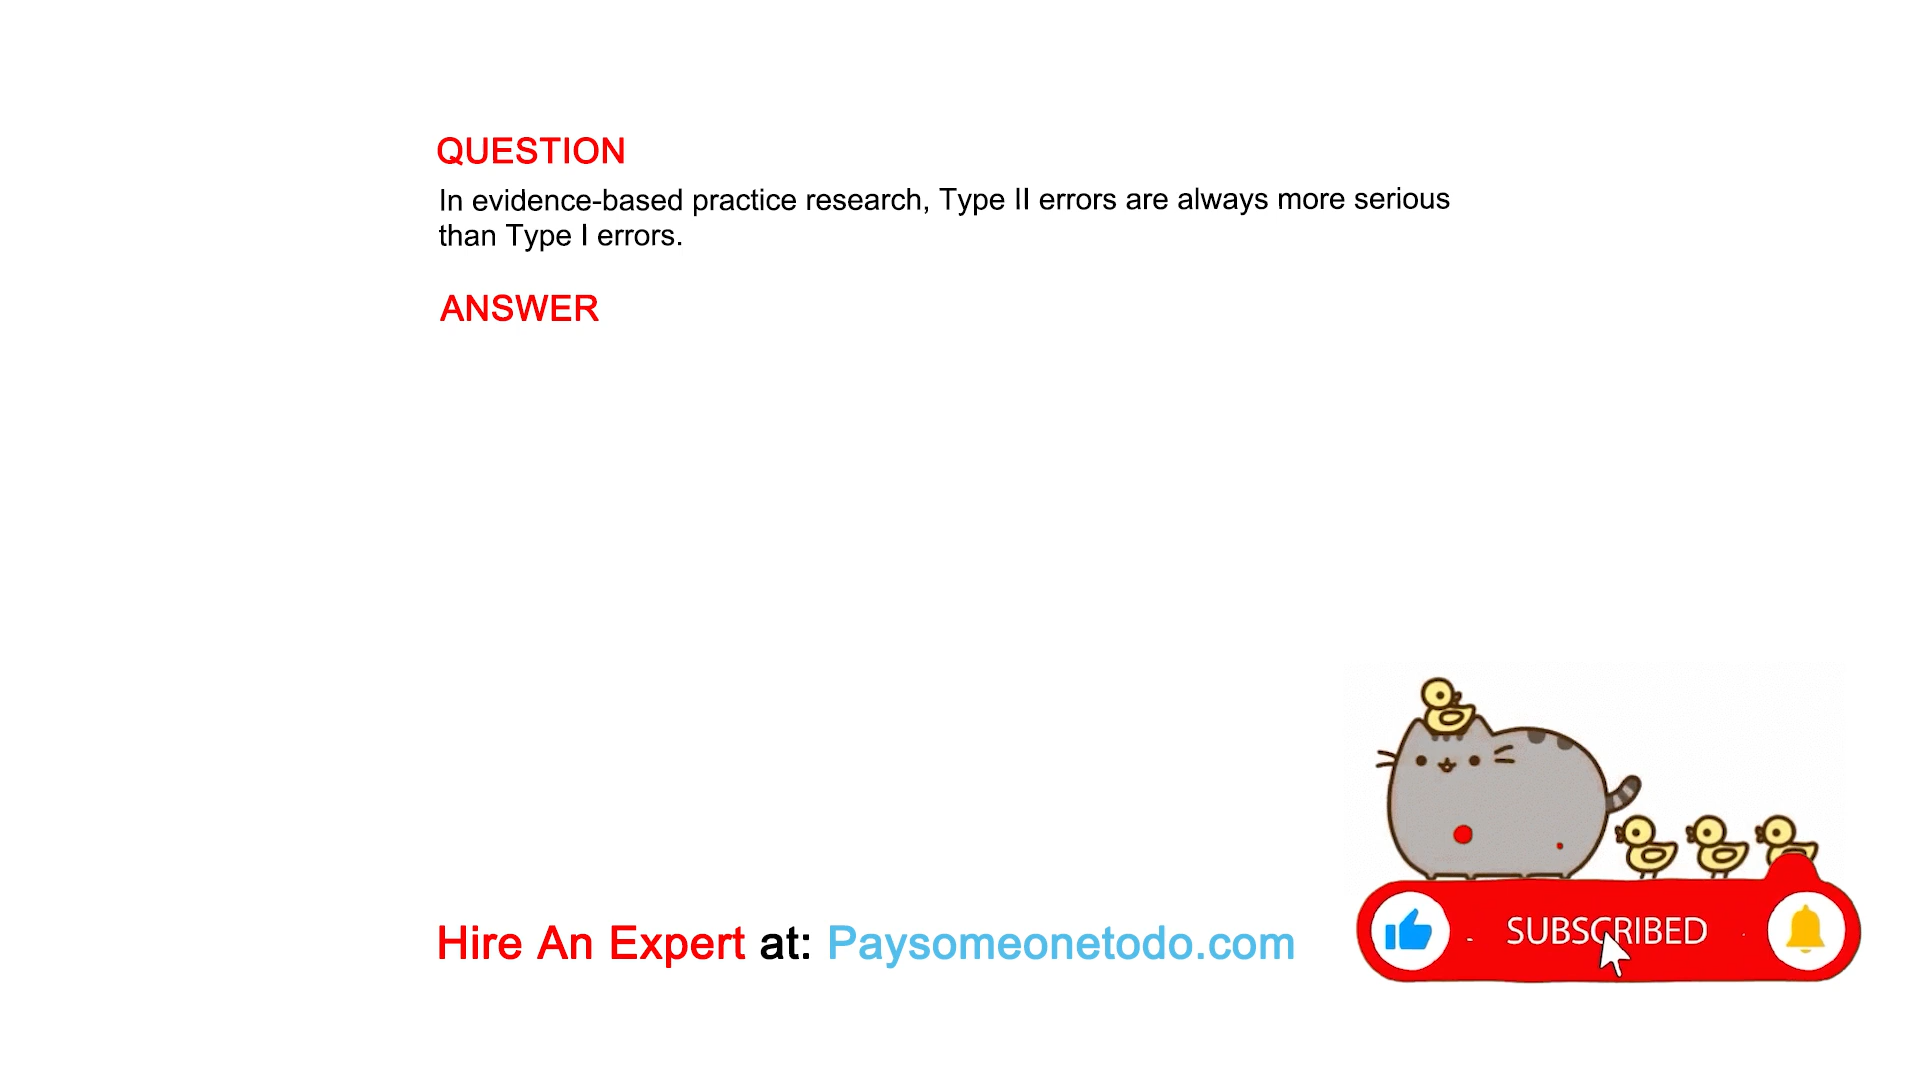 QUESTION
In evidence-based practice research, Type II errors are always more serious
than Type I errors.
ANSWER
Hire An Expert at: Paysomeonetodo.com
SUBSCRIBED